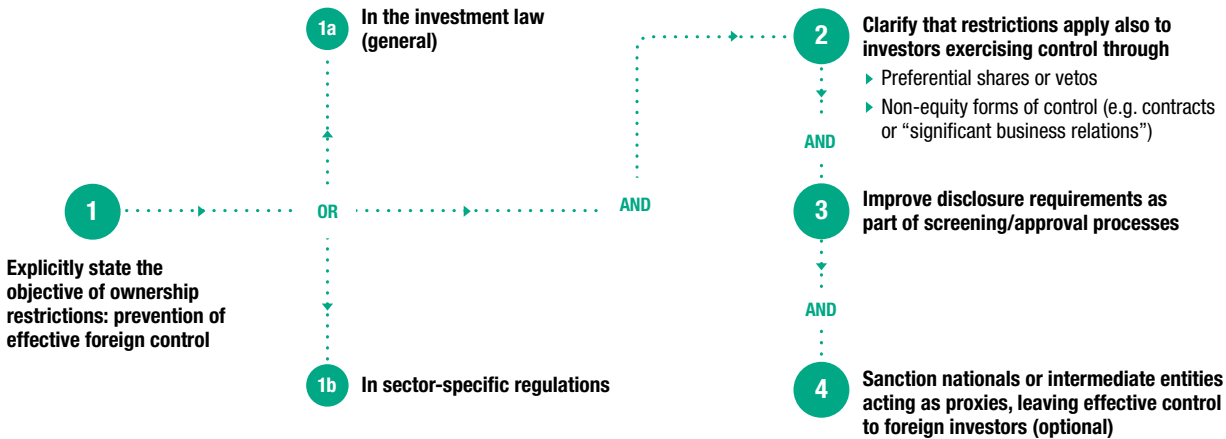 1
Explicitly state the
objective of ownership
restrictions: prevention of
effective foreign control
OR
1a
In the investment law
(general)
1b
In sector-specific regulations
AND
2
Clarify that restrictions apply also to
investors exercising control through
Preferential shares or vetos
Non-equity forms of control (e.g. contracts
or “significant business relations”)
AND
3
Improve disclosure requirements as
part of screening/approval processes
AND
4
Sanction nationals or intermediate entities
acting as proxies, leaving effective control
to foreign investors (optional)